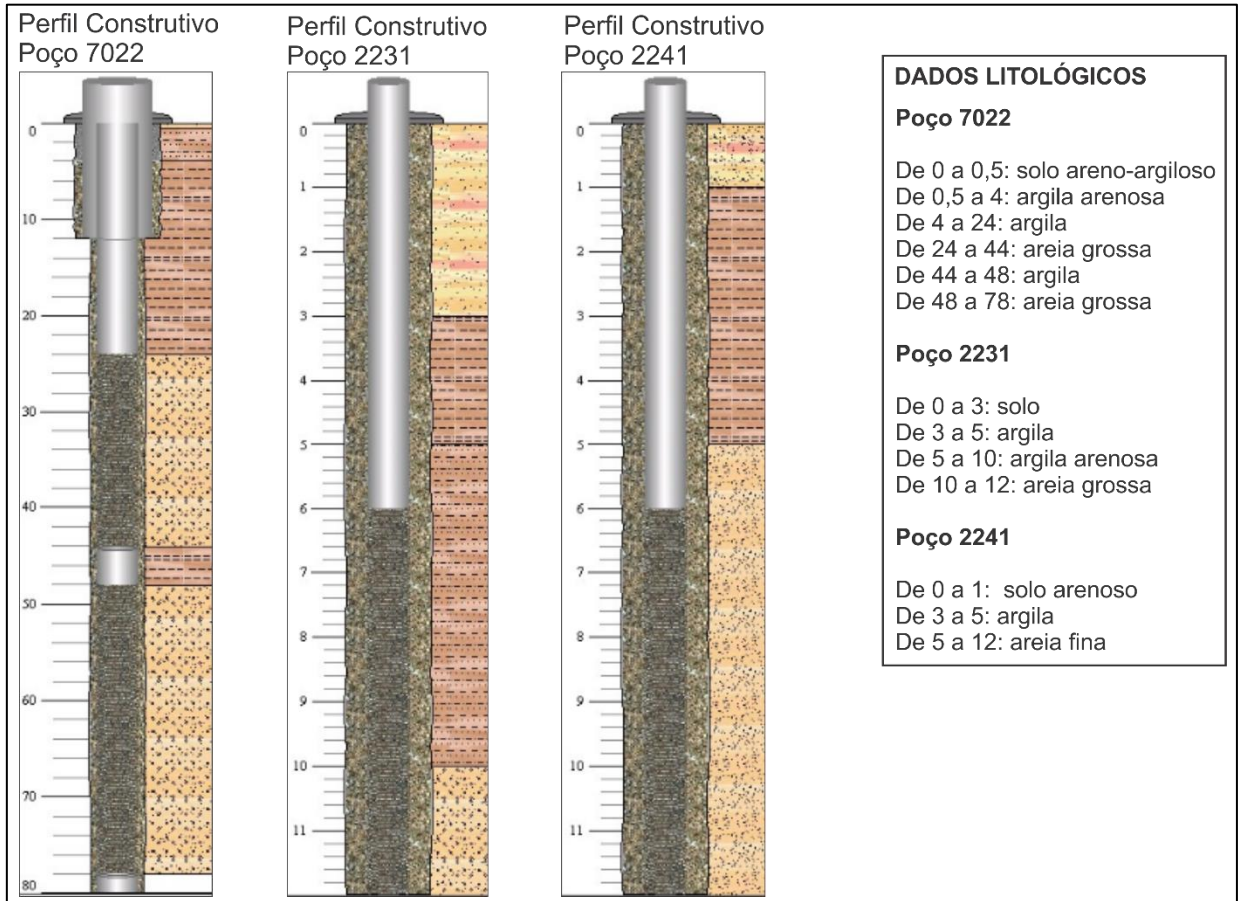 Perfil Construtivo
Poço 7022
0
10
20
30
40
50
60
70
80
Perfil Construtivo
Poço 2231
0
1
2
3
4
5
6
7
8
9
10
11
Perfil Construtivo
Poço 2241
0
1
2
3
4
5
6
7
8
9
10
11
DADOS LITOLÓGICOS
Poço 7022
De 0 a 0,5: solo areno-argiloso
De 0,5 a 4: argila arenosa
De 4 a 24: argila
De 24 a 44: areia grossa
De 44 a 48: argila
De 48 a 78: areia grossa
Poço 2231
De 0 a 3: solo
De 3 a 5: argila
De 5 a 10: argila arenosa
De 10 a 12: areia grossa
Poço 2241
De 0 a 1: solo arenoso
De 3 a 5: argila
De 5 a 12: areia fina